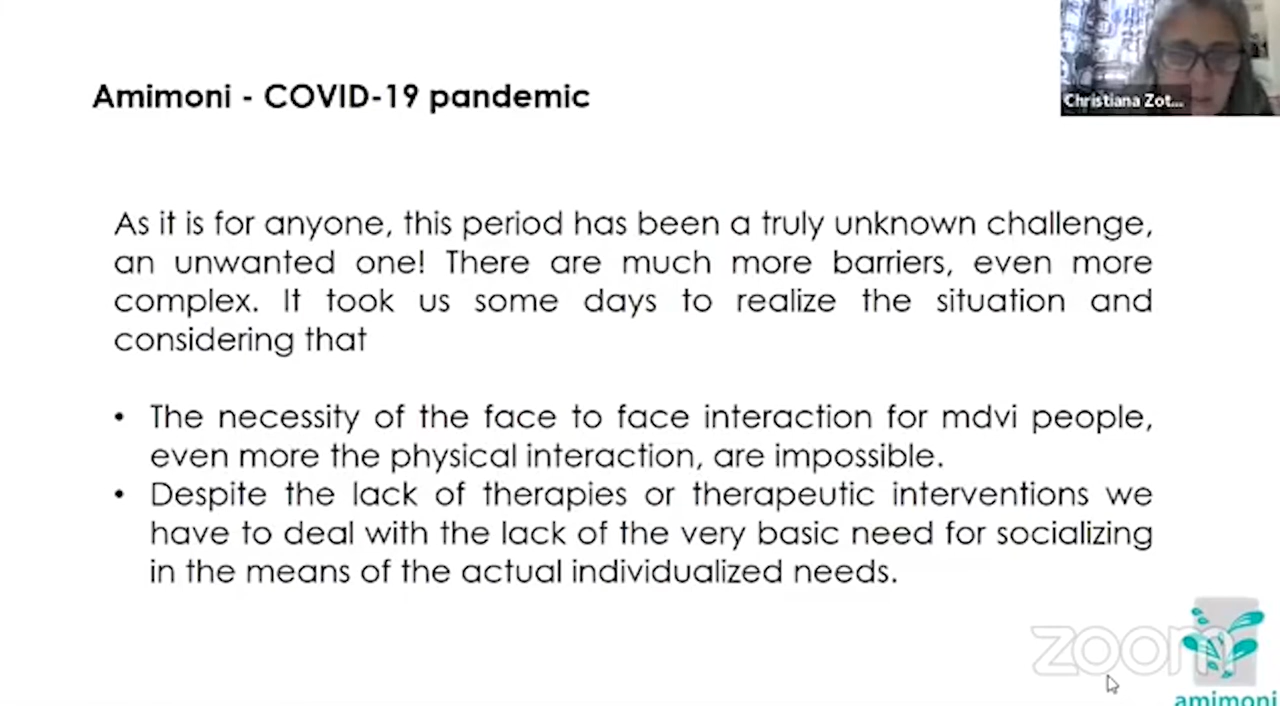 Christiana Zot...
Amimoni - COVID-19 pandemic
As it is for anyone, this period has been a truly unknown challenge,
an unwanted one! There are much more barriers, even more
complex. It took us some days to realize the situation and
considering that
• The necessity of the face to face interaction for mdvi people,
even more the physical interaction, are impossible.
• Despite the lack of therapies or therapeutic interventions we
have to deal with the lack of the very basic need for socializing
in the means of the actual individualized needs.
zoom
amimoni